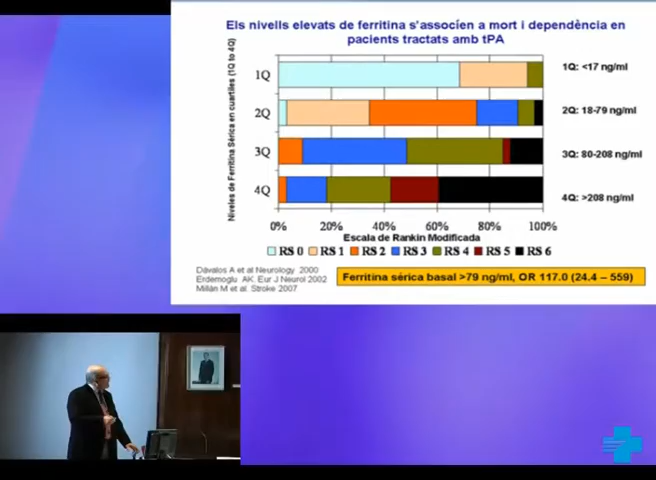 Els nivells elevats de ferritina s'associen a mort i dependència en
pacients tractats amb tPA
Niveles de Ferritina Sérica en cuartiles (1Q to 4Q)
1Q
1Q: <17 ng/ml
2Q
2Q: 18-79 ng/ml
3Q
3Q: 80-208 ng/ml
4Q
4Q: >208 ng/ml
0% 20% 40% 60% 80% 100%
Escala de Rankin Modificada
RS 0 RS 1 RS 2 RS 3 RS 4 RS 5 RS 6
Dávalos A et al Neurology 2000
Erdemoglu AK. Eur J Neurol 2002
Millán M et al. Stroke 2007
Ferritina sérica basal >79 ng/ml, OR 117.0 (24.4 – 559)